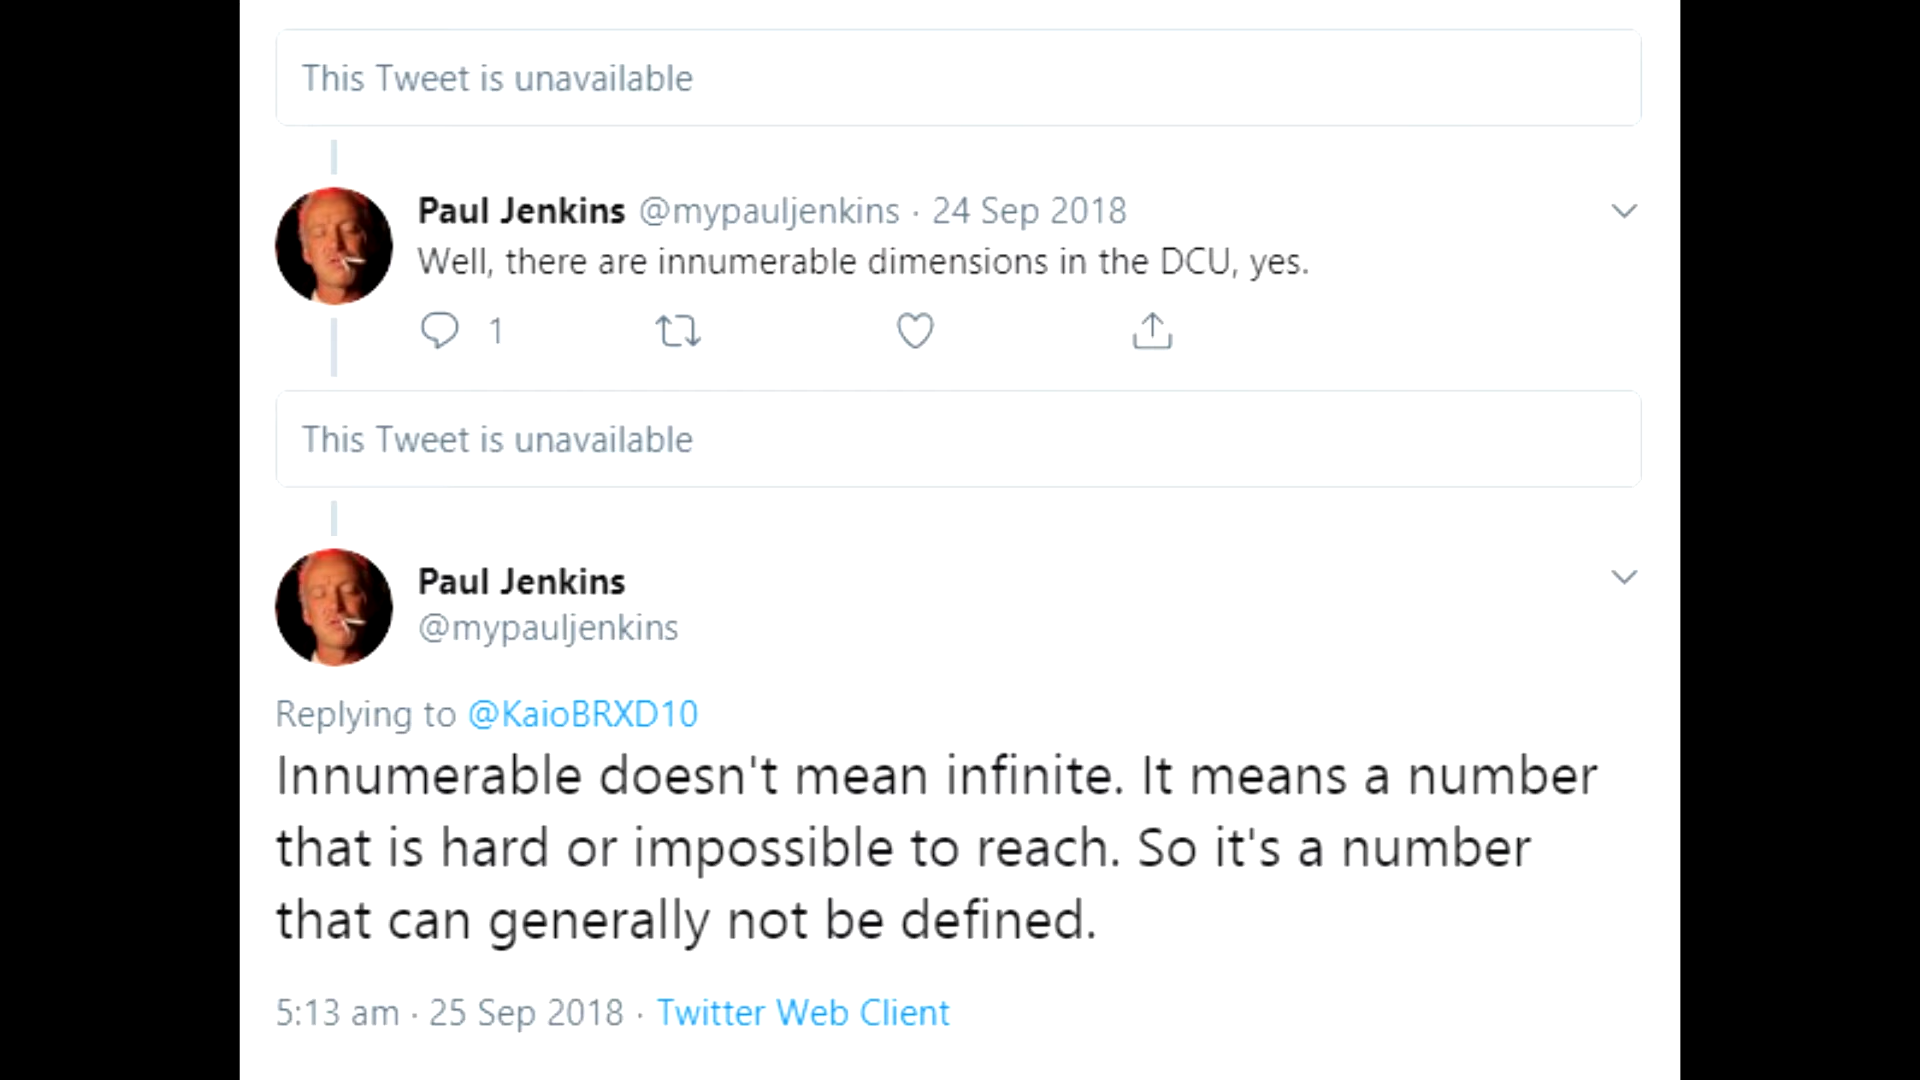 This Tweet is unavailable
Paul Jenkins @mypauljenkins · 24 Sep 2018
Well, there are innumerable dimensions in the DCU, yes.
1
This Tweet is unavailable
Paul Jenkins
@mypauljenkins
Replying to @KaioBRXD10
Innumerable doesn't mean infinite. It means a number
that is hard or impossible to reach. So it's a number
that can generally not be defined.
5:13 am · 25 Sep 2018 · Twitter Web Client